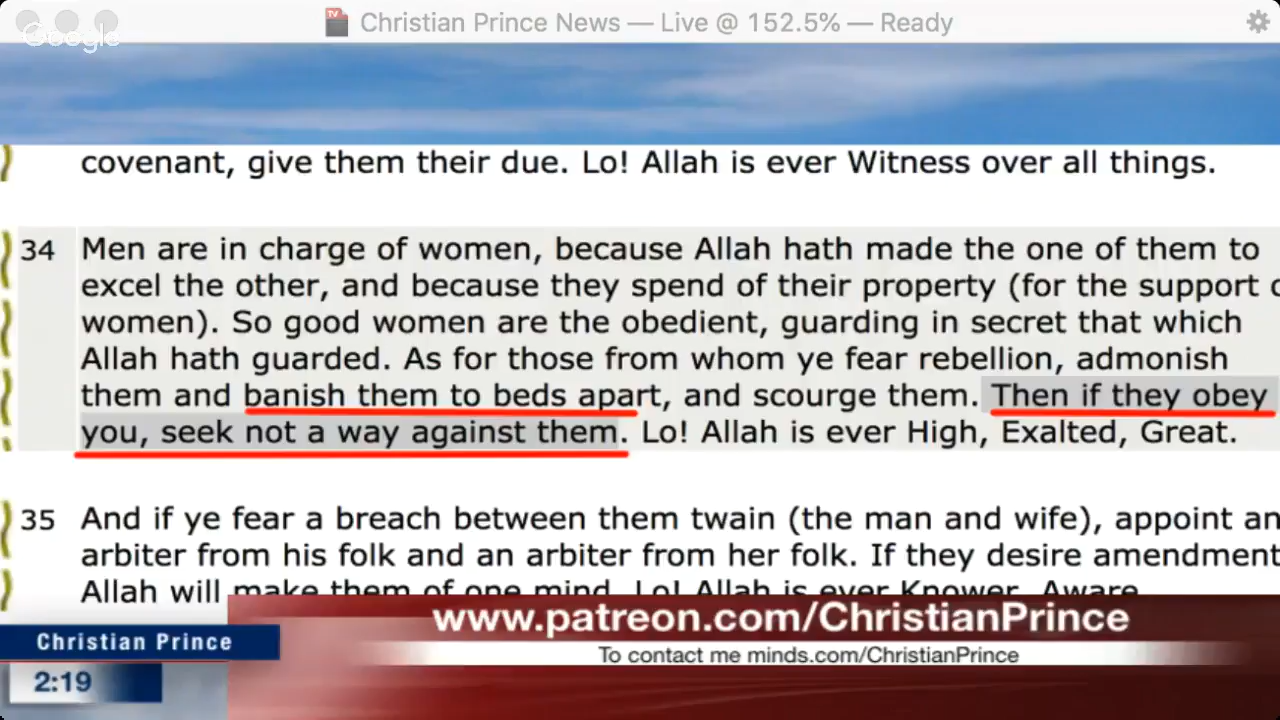 Christian Prince News — Live @ 152.5% — Ready
Google
covenant, give them their due. Lo! Allah is ever Witness over all things.
34 Men are in charge of women, because Allah hath made the one of them to
excel the other, and because they spend of their property (for the support
women). So good women are the obedient, guarding in secret that which
Allah hath guarded. As for those from whom ye fear rebellion, admonish
them and banish them to beds apart, and scourge them. Then if they obey
you, seek not a way against them. Lo! Allah is ever High, Exalted, Great.
35 And if ye fear a breach between them twain (the man and wife), appoint an
arbiter from his folk and an arbiter from her folk. If they desire amendment
Allah will make them of one mind. Lo! Allah is ever Knower, Aware
www.patreon.com/ChristianPrince
Christian Prince
To contact me minds.com/ChristianPrince
2:19